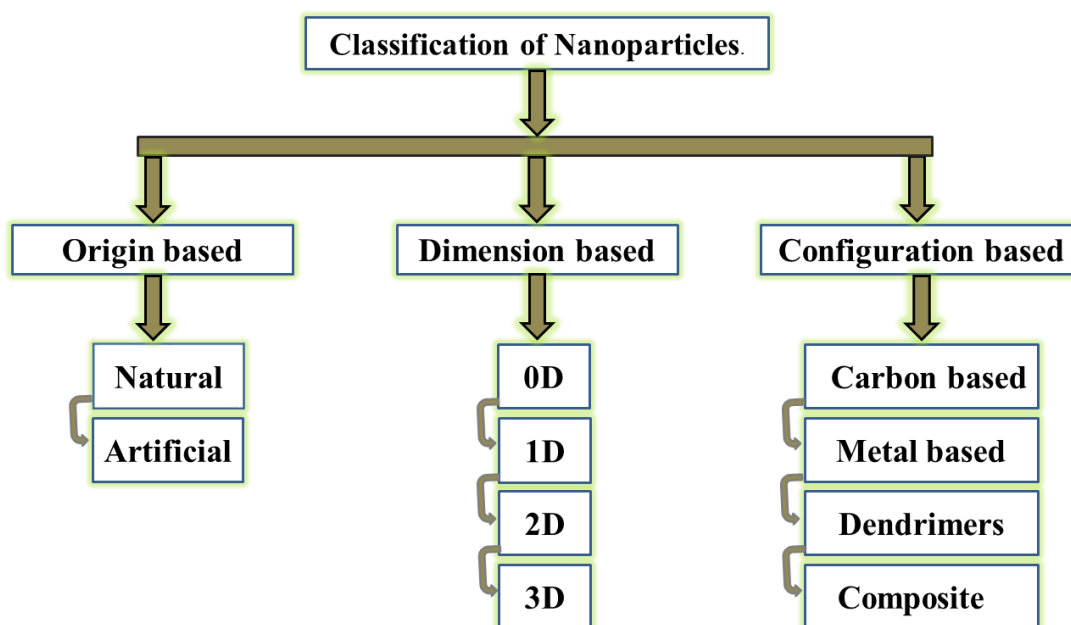 Classification of Nanoparticles.
Origin based
Dimension based
Configuration based
Natural
Artificial
0D
1D
2D
3D
Carbon based
Metal based
Dendrimers
Composite